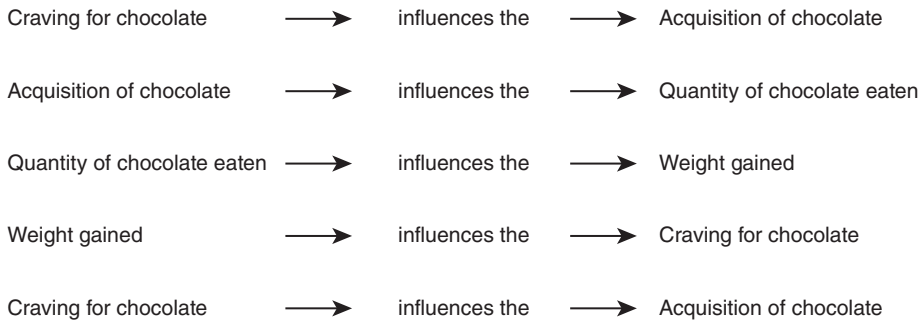 Craving for chocolate influences the Acquisition of chocolate
Acquisition of chocolate influences the Quantity of chocolate eaten
Quantity of chocolate eaten influences the Weight gained
Weight gained influences the Craving for chocolate
Craving for chocolate influences the Acquisition of chocolate